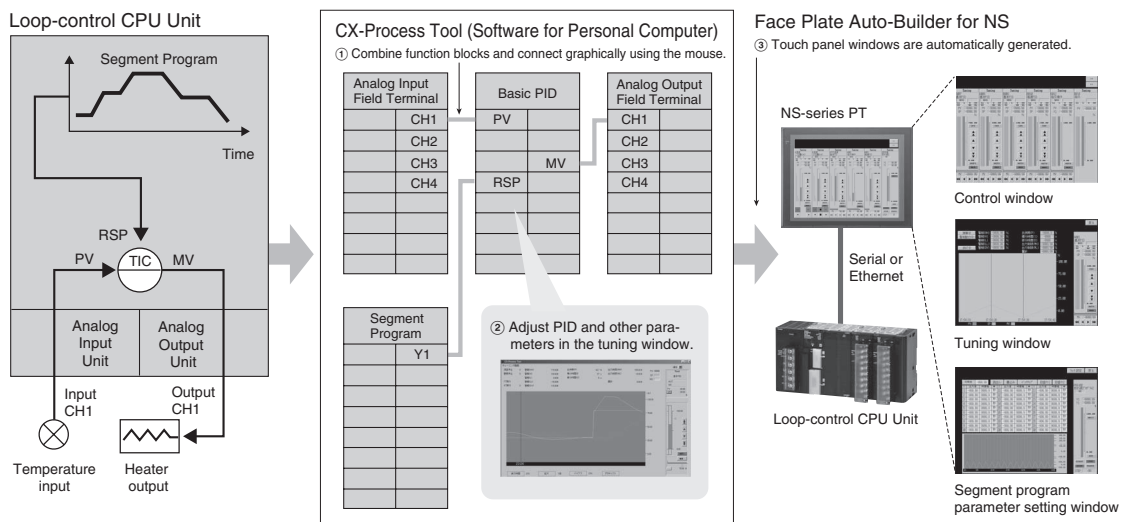 Loop-control CPU Unit
Segment Program
Time
RSP
PV
TIC
MV
Analog
Input
Unit
Analog
Output
Unit
Input
CH1
Output
CH1
Temperature
input
Heater
output
CX-Process Tool (Software for Personal Computer)
① Combine function blocks and connect graphically using the mouse.
Analog Input
Field Terminal
CH1
CH2
CH3
CH4
Basic PID
PV
MV
RSP
Analog Output
Field Terminal
CH1
CH2
CH3
CH4
Segment
Program
Y1
② Adjust PID and other para-
meters in the tuning window.
Face Plate Auto-Builder for NS
③ Touch panel windows are automatically generated.
NS-series PT
Serial or
Ethernet
Loop-control CPU Unit
Control window
Tuning window
Segment program
parameter setting window